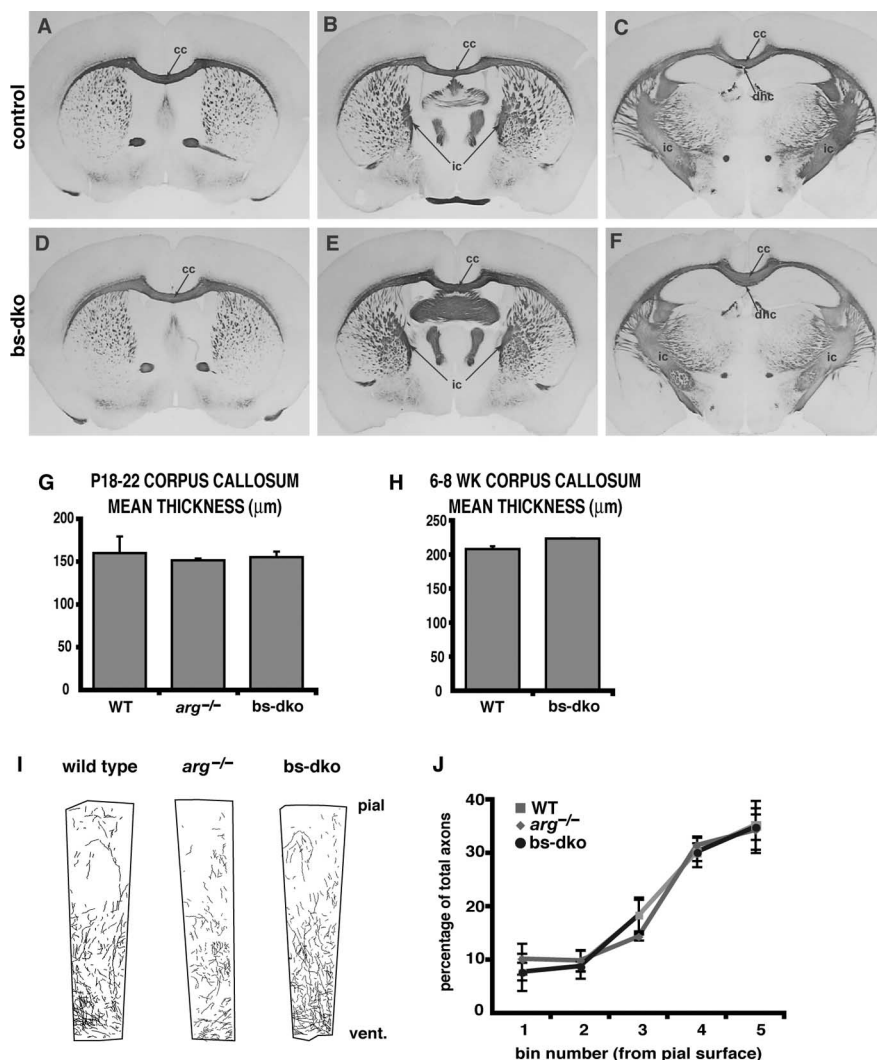 control
A
cc
B
cc
ic
C
cc
dhc
ic
ic
bs-dko
D
cc
E
cc
ic
F
cc
dhc
ic
ic
G P18-22 CORPUS CALLOSUM
MEAN THICKNESS (μm)
200
150
100
50
0
WT
arg–/–
bs-dko
H 6-8 WK CORPUS CALLOSUM
MEAN THICKNESS (μm)
250
200
150
100
50
0
WT
bs-dko
I
wild type
arg–/–
bs-dko
pial
vent.
J
WT
arg–/–
bs-dko
percentage of total axons
40
30
20
10
0
1 2 3 4 5
bin number (from pial surface)